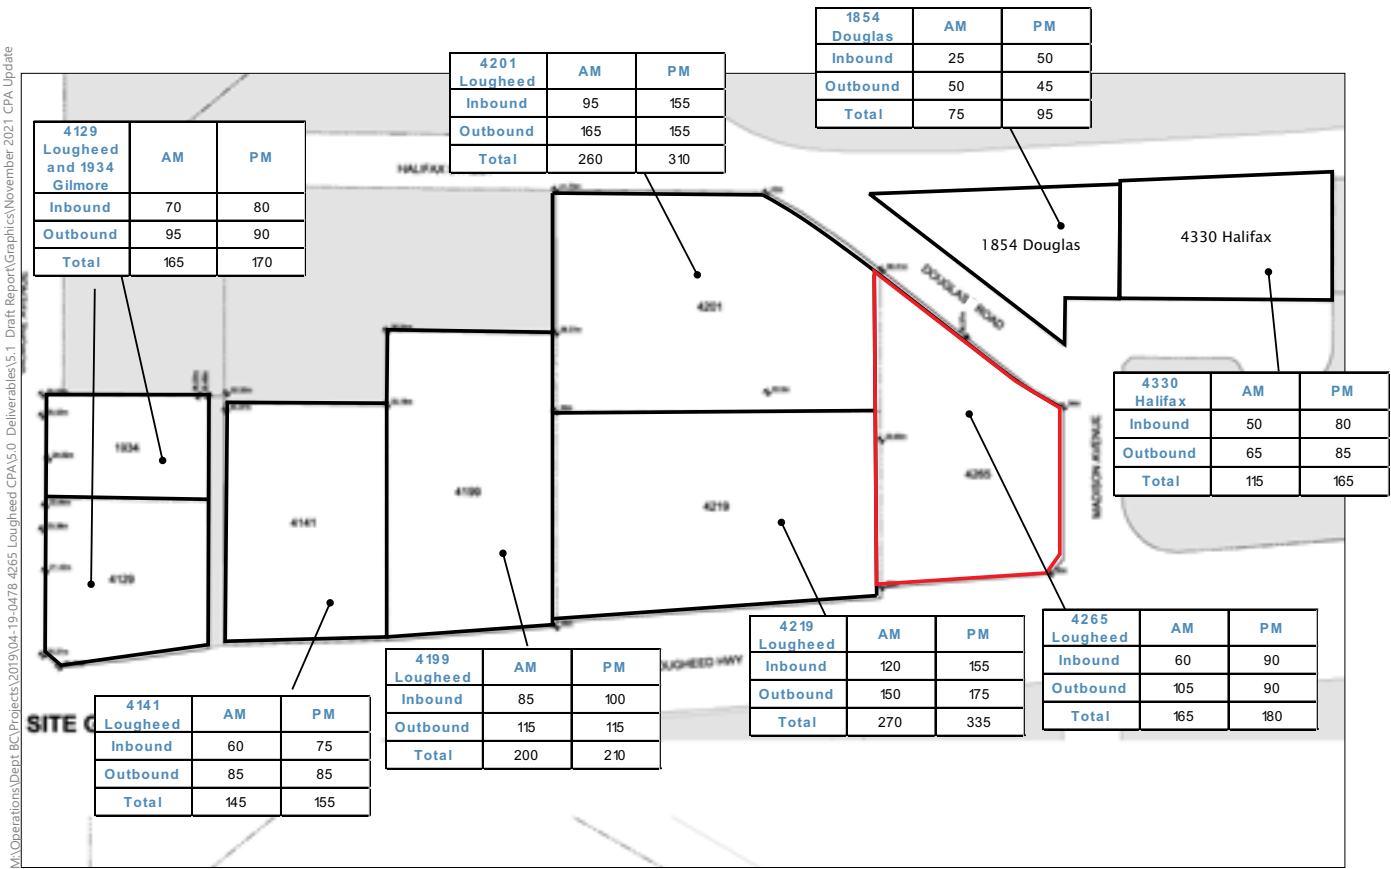 M:\Operations\Dept BC\Projects\2019\04-19-0478 4265 Lougheed CPA\5.0 Deliverables\5.1 Draft Report\Graphics\November 2021 CPA Update
1854 Douglas AM PM
Inbound 25 50
Outbound 50 45
Total 75 95
4201 Lougheed AM PM
Inbound 95 155
Outbound 165 155
Total 260 310
4129 Lougheed and 1934 Gilmore AM PM
Inbound 70 80
Outbound 95 90
Total 165 170
HALIFAX
1854 Douglas
4330 Halifax
DOUGLAS ROAD
4201
4330 Halifax AM PM
Inbound 50 80
Outbound 65 85
Total 115 165
MADISON AVENUE
1934
4129
4141
4199
4219
4265
LOUGHEED HWY
4219 Lougheed AM PM
Inbound 120 155
Outbound 150 175
Total 270 335
4265 Lougheed AM PM
Inbound 60 90
Outbound 105 90
Total 165 180
4199 Lougheed AM PM
Inbound 85 100
Outbound 115 115
Total 200 210
SITE
4141 Lougheed AM PM
Inbound 60 75
Outbound 85 85
Total 145 155